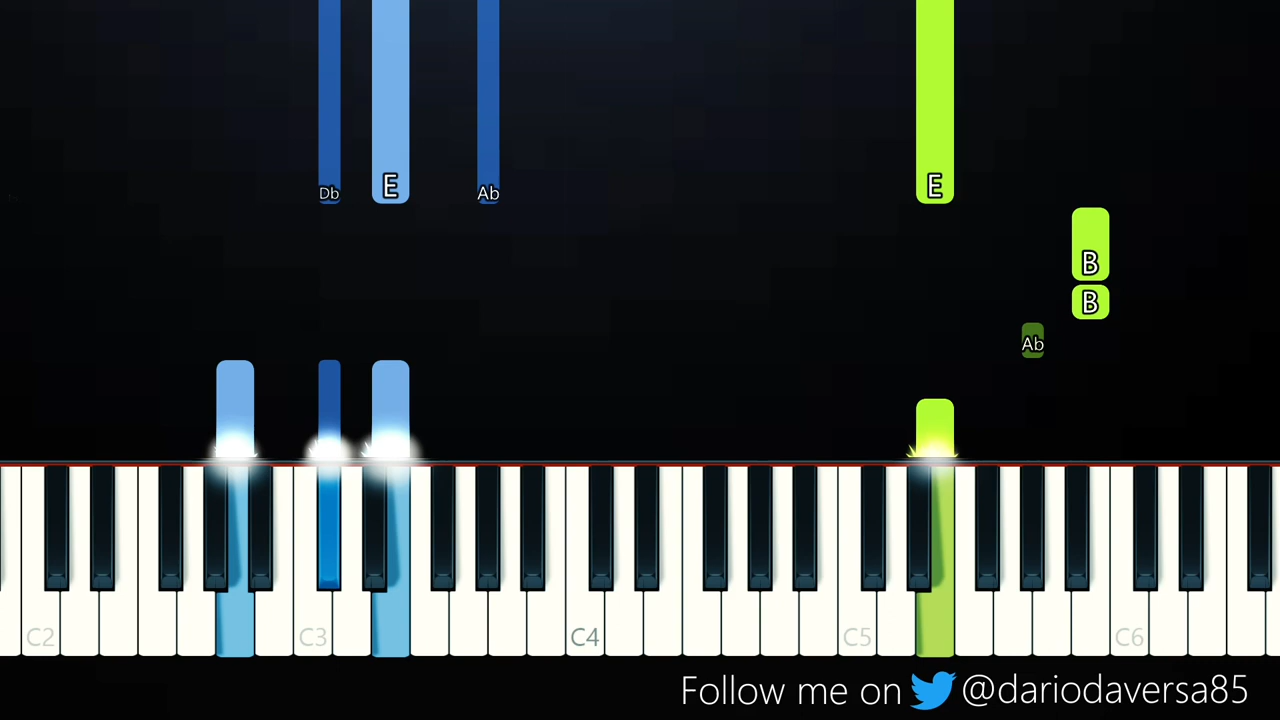 Db E Ab E
B
B
Ab
C2 C3 C4 C5 C6
Follow me on @dariodaversa85